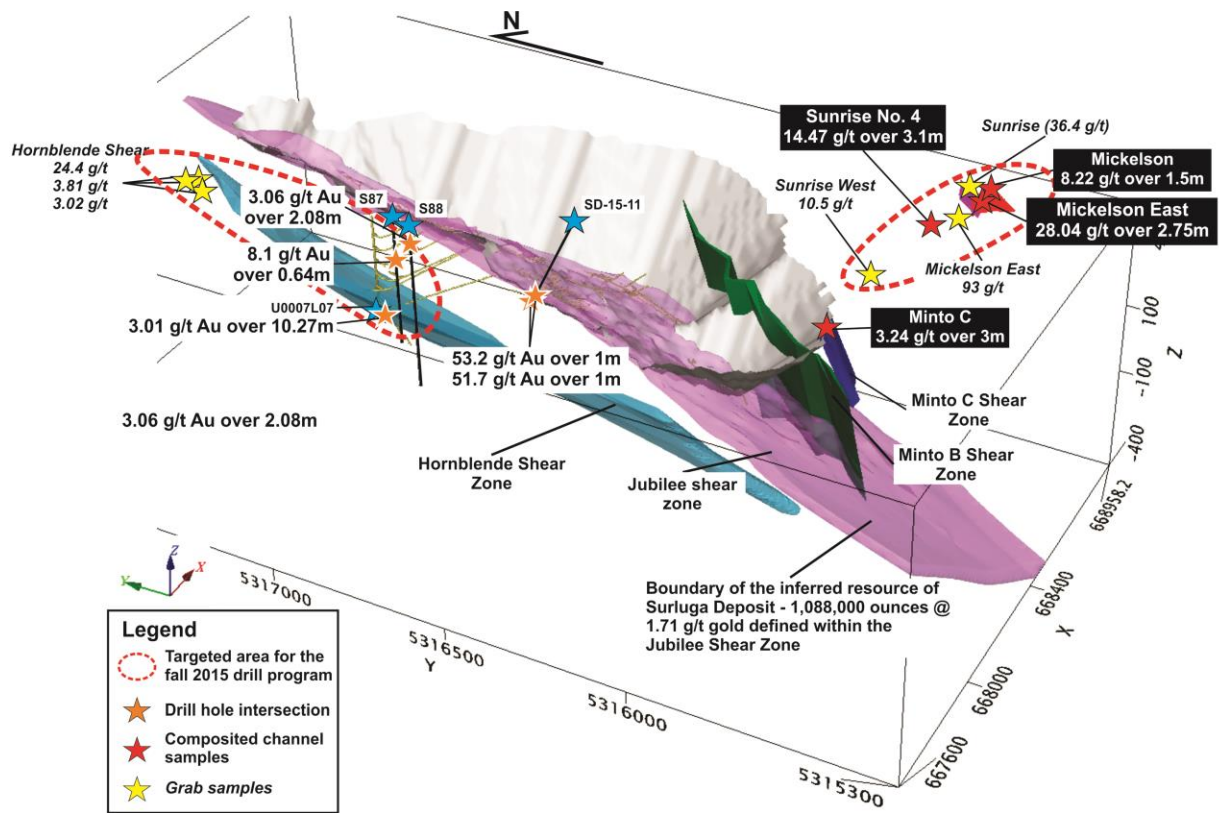 N
Hornblende Shear
24.4 g/t
3.81 g/t
3.02 g/t
3.06 g/t Au
over 2.08m
S87
S88
SD-15-11
8.1 g/t Au
over 0.64m
U0007L07
3.01 g/t Au over 10.27m
53.2 g/t Au over 1m
51.7 g/t Au over 1m
3.06 g/t Au over 2.08m
Sunrise No. 4
14.47 g/t over 3.1m
Sunrise (36.4 g/t)
Mickelson
8.22 g/t over 1.5m
Sunrise West
10.5 g/t
Mickelson East
28.04 g/t over 2.75m
Mickelson East
93 g/t
Minto C
3.24 g/t over 3m
Hornblende Shear
Zone
Jubilee shear
zone
Minto C Shear
Zone
Minto B Shear
Zone
Boundary of the inferred resource of
Surluga Deposit - 1,088,000 ounces @
1.71 g/t gold defined within the
Jubilee Shear Zone
100
-100
-400
Z
668958.2
668400
X
668000
667600
5317000
5316500
Y
5316000
5315300
Z
Y
X
Legend
Targeted area for the
fall 2015 drill program
Drill hole intersection
Composited channel
samples
Grab samples